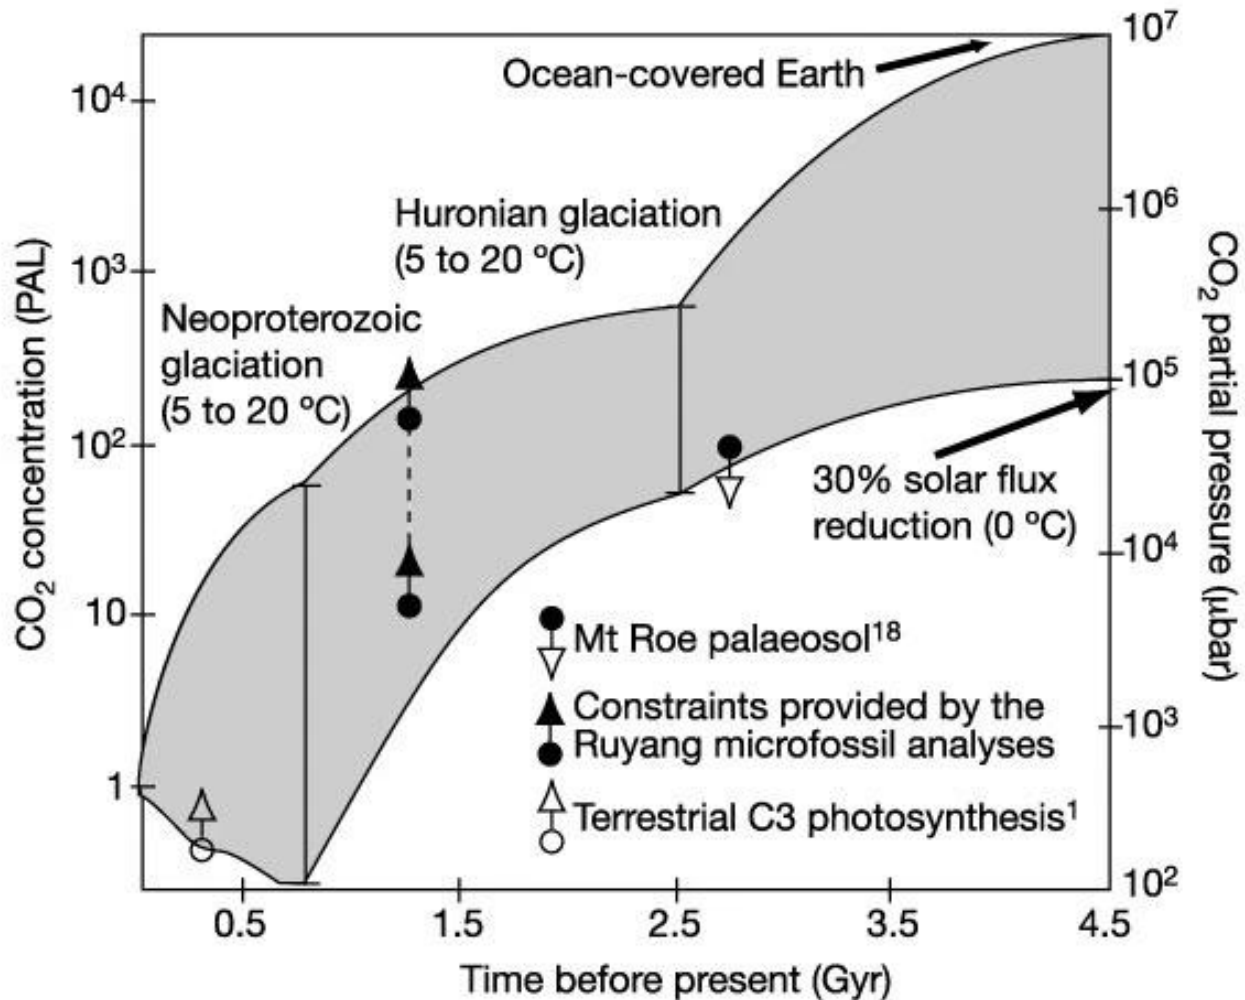 10⁷
Ocean-covered Earth
10⁴
Huronian glaciation
(5 to 20 ºC)
10⁶
10³
Neoproterozoic
glaciation
(5 to 20 ºC)
10⁵
10²
30% solar flux
reduction (0 ºC)
10⁴
10
Mt Roe palaeosol¹⁸
Constraints provided by the
Ruyang microfossil analyses
10³
1
Terrestrial C3 photosynthesis¹
10²
CO₂ concentration (PAL)
CO₂ partial pressure (μbar)
0.5 1.5 2.5 3.5 4.5
Time before present (Gyr)